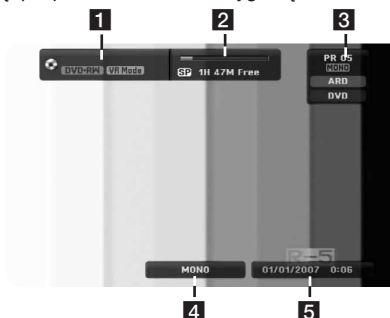 1 2 3
DVD-RW VR Mode
SP 1H 47M Free
PR 05
MONO
ARD
DVD
R-5
MONO
01/01/2007 0:06
4 5